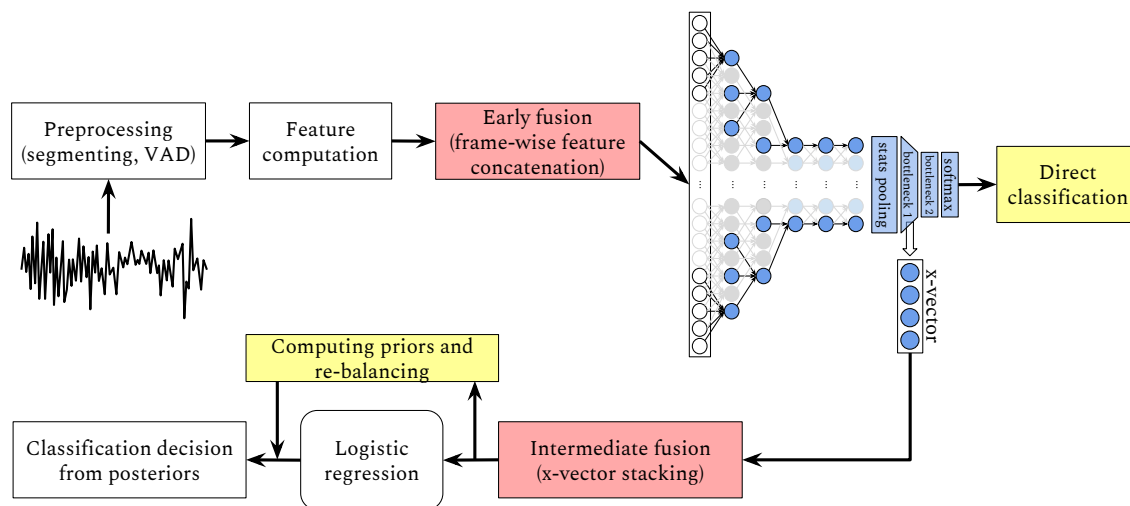 Preprocessing
(segmenting, VAD)
Feature
computation
Early fusion
(frame-wise feature
concatenation)
...
...
...
...
...
...
stats pooling
bottleneck 1
bottleneck 2
softmax
Direct
classification
x-vector
Computing priors and
re-balancing
Classification decision
from posteriors
Logistic
regression
Intermediate fusion
(x-vector stacking)